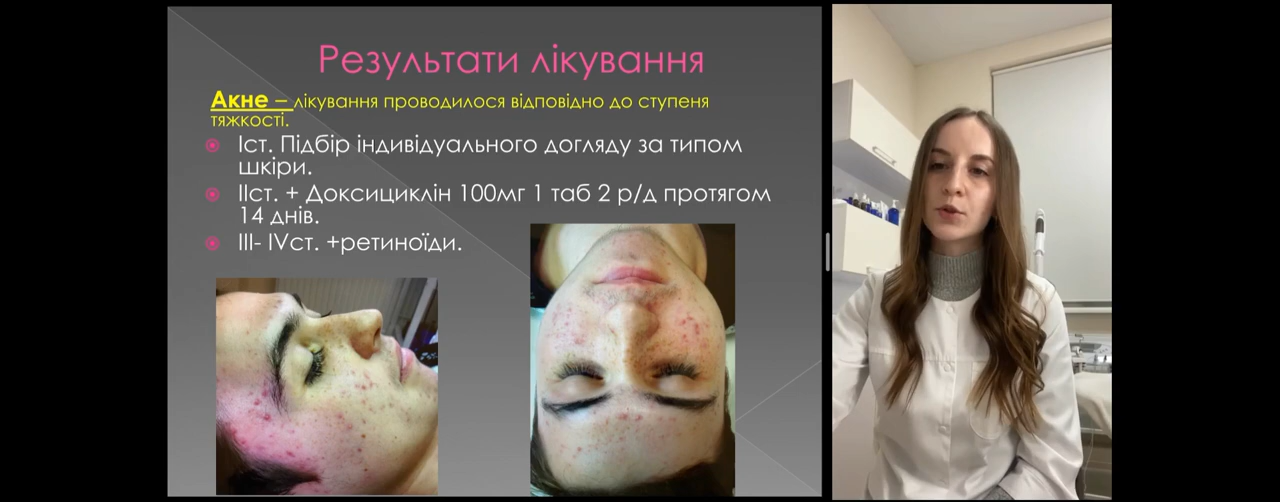 Результати лікування
Акне – лікування проводилося відповідно до ступеня
тяжкості.
Іст. Підбір індивідуального догляду за типом
шкіри.
ІІст. + Доксициклін 100мг 1 таб 2 р/д протягом
14 днів.
ІІІ- ІVст. +ретиноїди.